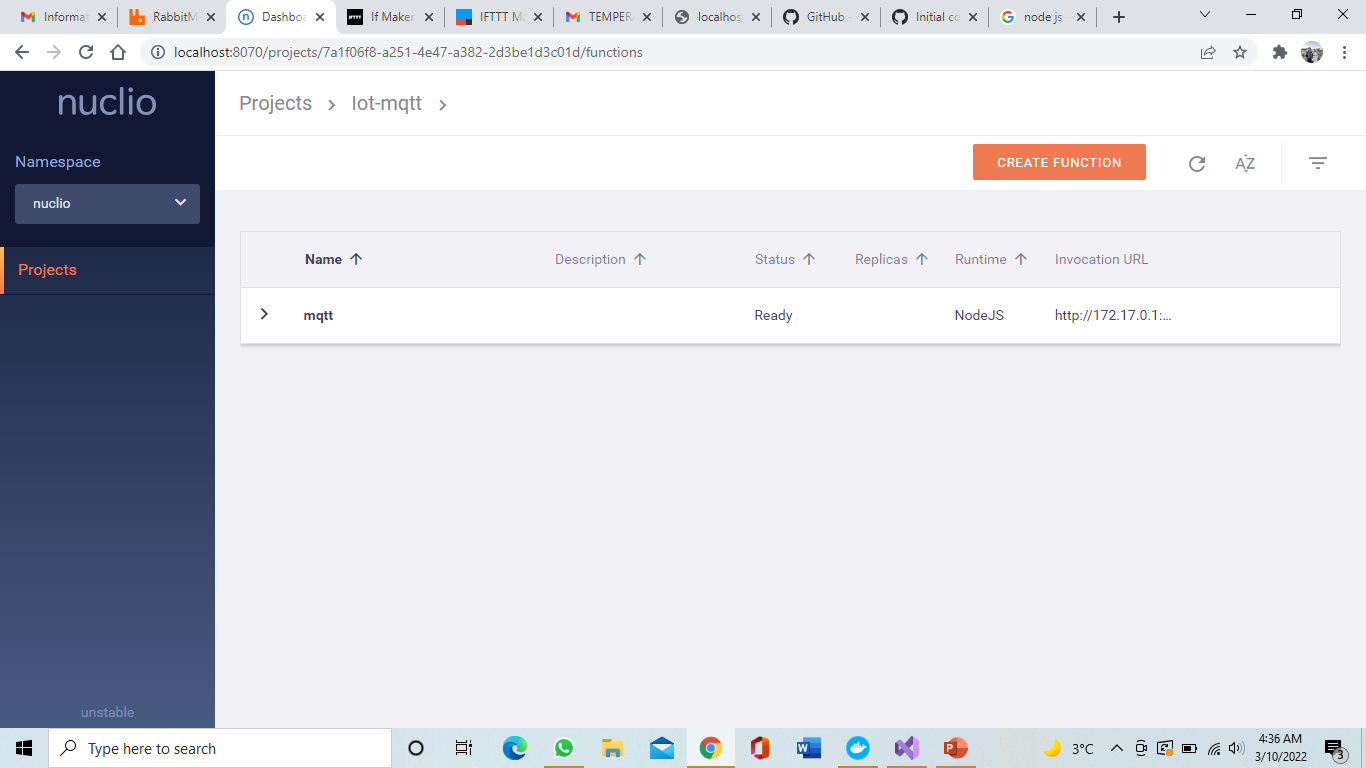 Informat
RabbitM
Dashboa
If Maker
IFTTT Ma
TEMPERA
localhost
GitHub -
Initial co
node js -
localhost:8070/projects/7a1f06f8-a251-4e47-a382-2d3be1d3c01d/functions
nuclio
Projects Iot-mqtt
Namespace
CREATE FUNCTION
AZ
nuclio
Projects
Name Description Status Replicas Runtime Invocation URL
mqtt Ready NodeJS http://172.17.0.1:...
unstable
Type here to search
3°C
4:36 AM
3/10/2022
3